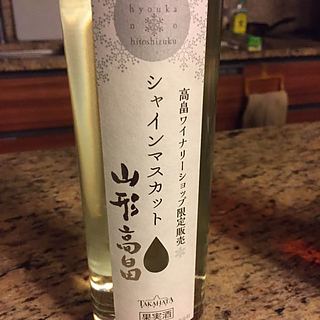 hyouka
no
hitoshizuku
高畠ワイナリーショップ限定販売
シャインマスカット
山形高畠
TAKAHATA
果実酒